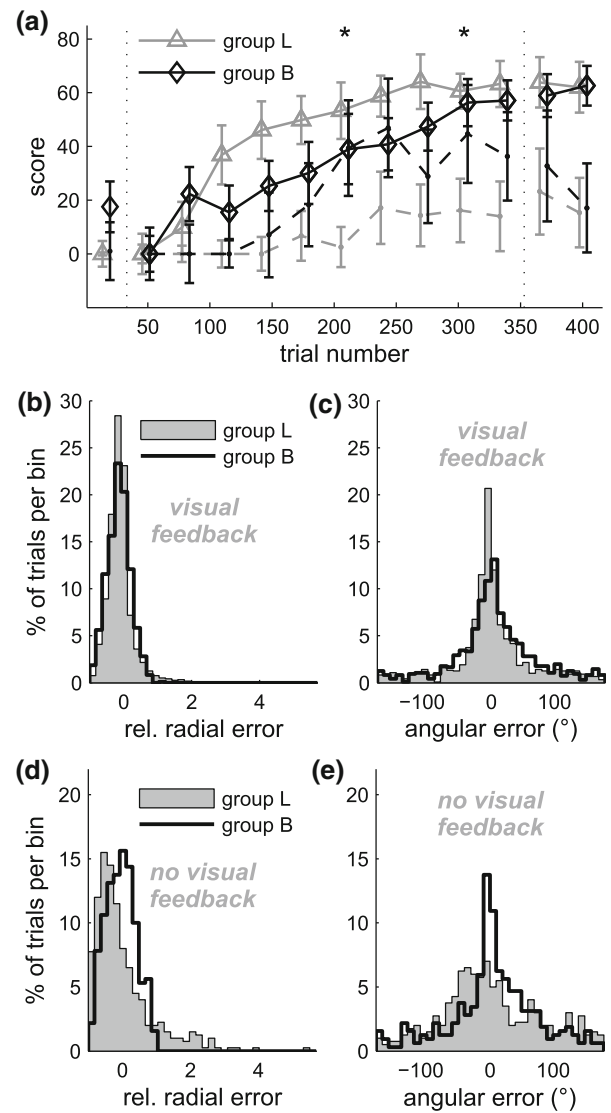 (a)
group L
group B
* *
score
80
60
40
20
0
50 100 150 200 250 300 350 400
trial number
(b)
% of trials per bin
30
25
20
15
10
5
0
group L
group B
visual
feedback
0 2 4
rel. radial error
(c)
30
25
20
15
10
5
0
visual
feedback
−100 0 100
angular error (°)
(d)
% of trials per bin
20
15
10
5
0
group L
group B
no visual
feedback
0 2 4
rel. radial error
(e)
20
15
10
5
0
no visual
feedback
−100 0 100
angular error (°)